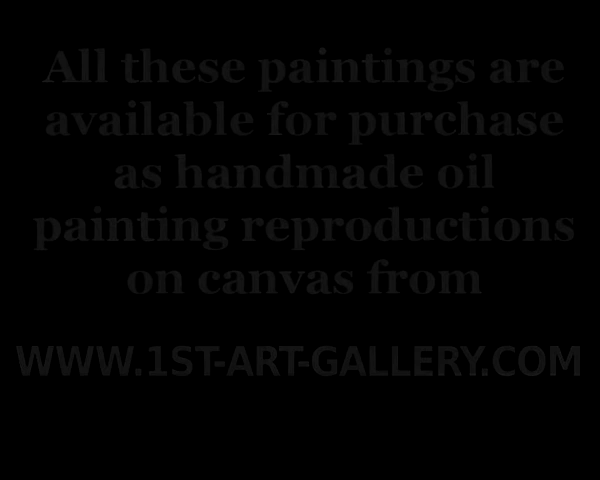 All these paintings are
available for purchase
as handmade oil
painting reproductions
on canvas from
WWW.1ST-ART-GALLERY.COM